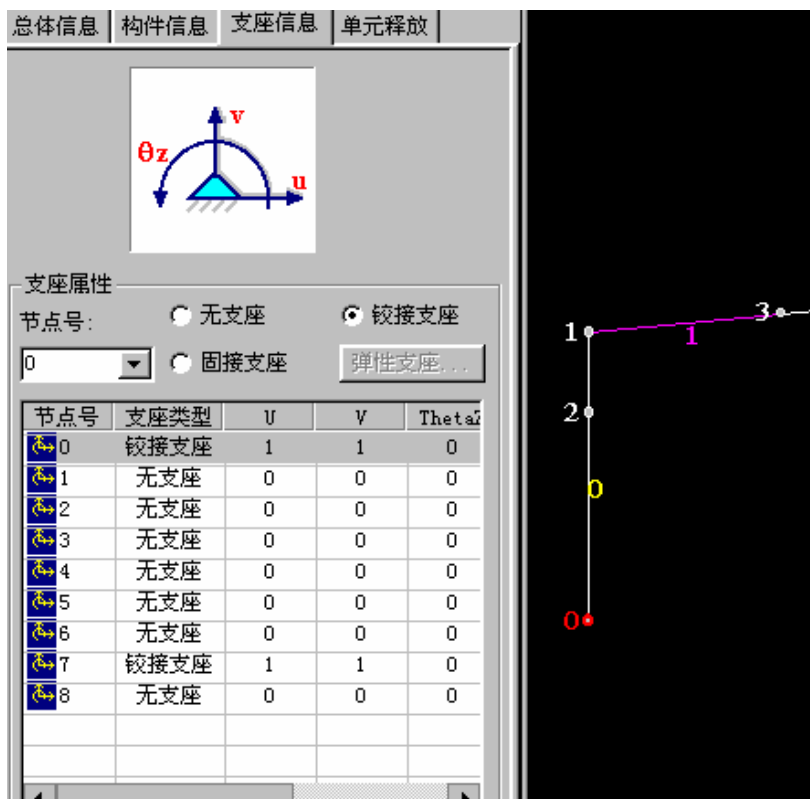 总体信息 构件信息 支座信息 单元释放
v
θz
u
支座属性
节点号: 无支座 铰接支座
0 固接支座 弹性支座...
节点号 支座类型 U V ThetaZ
0 铰接支座 1 1 0
1 无支座 0 0 0
2 无支座 0 0 0
3 无支座 0 0 0
4 无支座 0 0 0
5 无支座 0 0 0
6 无支座 0 0 0
7 铰接支座 1 1 0
8 无支座 0 0 0
3
1 1
2
0
0